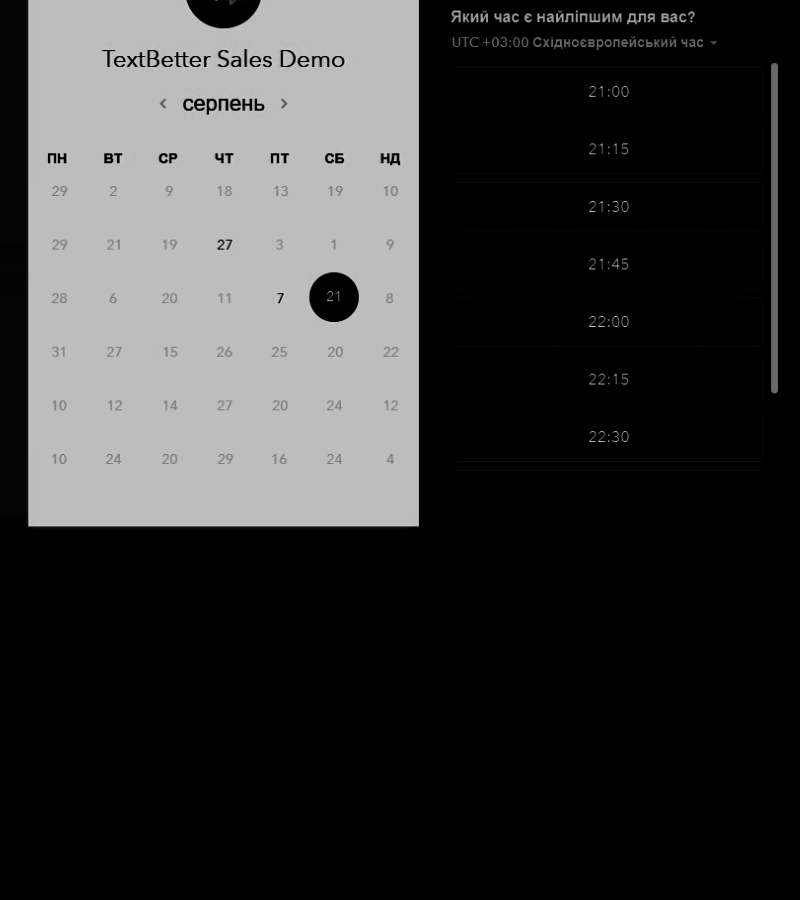 TextBetter Sales Demo
< серпень >
ПН ВТ СР ЧТ ПТ СБ НД
29 2 9 18 13 19 10
29 21 19 27 3 1 9
28 6 20 11 7 21 8
31 27 15 26 25 20 22
10 12 14 27 20 24 12
10 24 20 29 16 24 4
Який час є найліпшим для вас?
UTC +03:00 Східноєвропейський час
21:00
21:15
21:30
21:45
22:00
22:15
22:30